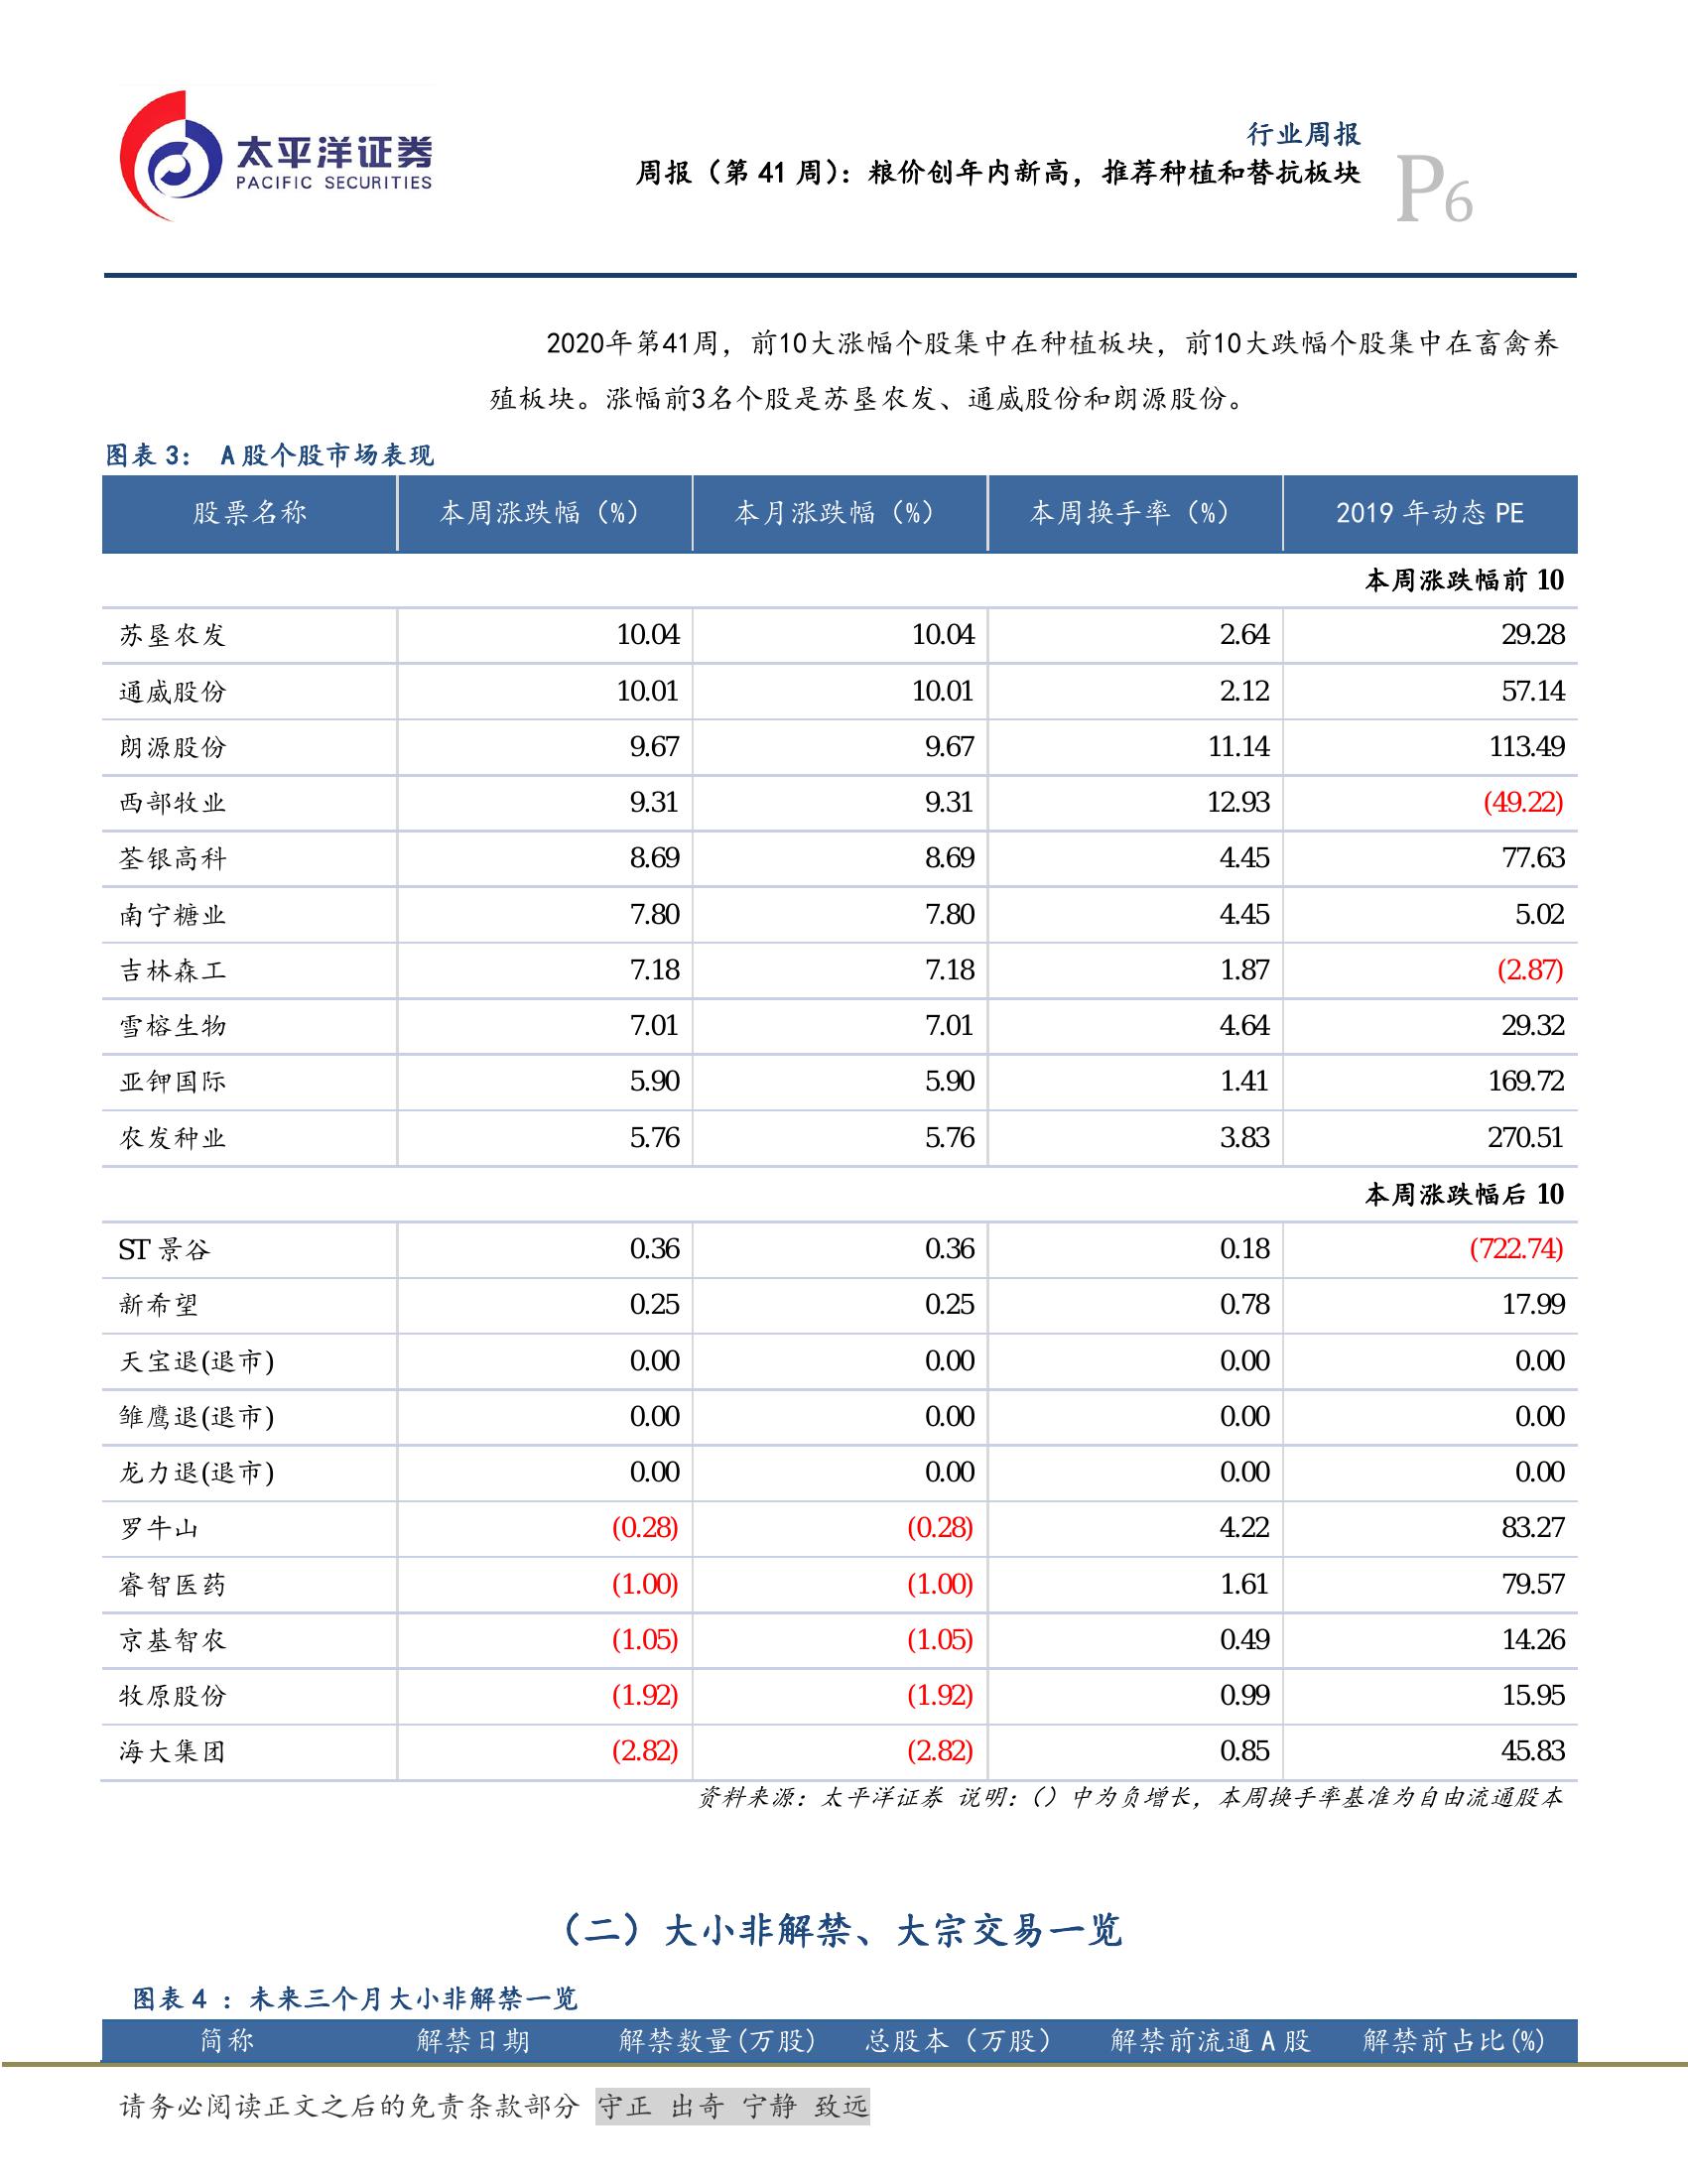 太平洋证券
PACIFIC SECURITIES
行业周报
周报（第 41 周）：粮价创年内新高，推荐种植和替抗板块
P6
2020年第41周，前10大涨幅个股集中在种植板块，前10大跌幅个股集中在畜禽养
殖板块。涨幅前3名个股是苏垦农发、通威股份和朗源股份。
图表 3： A 股个股市场表现
股票名称 本周涨跌幅（%） 本月涨跌幅（%） 本周换手率（%） 2019 年动态 PE
本周涨跌幅前 10
苏垦农发 10.04 10.04 2.64 29.28
通威股份 10.01 10.01 2.12 57.14
朗源股份 9.67 9.67 11.14 113.49
西部牧业 9.31 9.31 12.93 (49.22)
荃银高科 8.69 8.69 4.45 77.63
南宁糖业 7.80 7.80 4.45 5.02
吉林森工 7.18 7.18 1.87 (2.87)
雪榕生物 7.01 7.01 4.64 29.32
亚钾国际 5.90 5.90 1.41 169.72
农发种业 5.76 5.76 3.83 270.51
本周涨跌幅后 10
ST 景谷 0.36 0.36 0.18 (722.74)
新希望 0.25 0.25 0.78 17.99
天宝退(退市) 0.00 0.00 0.00 0.00
雏鹰退(退市) 0.00 0.00 0.00 0.00
龙力退(退市) 0.00 0.00 0.00 0.00
罗牛山 (0.28) (0.28) 4.22 83.27
睿智医药 (1.00) (1.00) 1.61 79.57
京基智农 (1.05) (1.05) 0.49 14.26
牧原股份 (1.92) (1.92) 0.99 15.95
海大集团 (2.82) (2.82) 0.85 45.83
资料来源：太平洋证券 说明：（）中为负增长，本周换手率基准为自由流通股本
（二）大小非解禁、大宗交易一览
图表 4 ：未来三个月大小非解禁一览
简称 解禁日期 解禁数量(万股) 总股本（万股） 解禁前流通 A 股 解禁前占比(%)
请务必阅读正文之后的免责条款部分 守正 出奇 宁静 致远